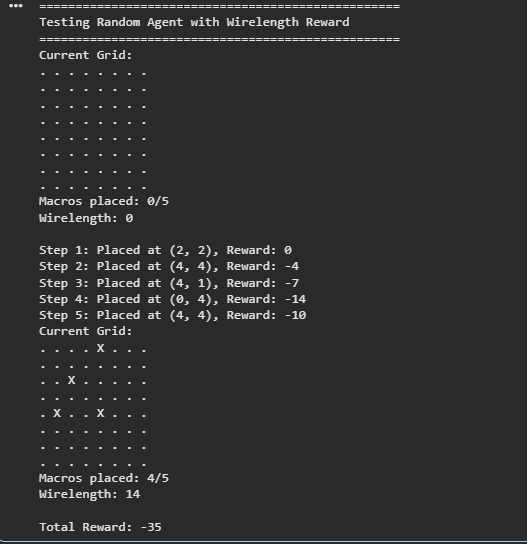 ==================================================
Testing Random Agent with Wirelength Reward
==================================================
Current Grid:
. . . . . . . .
. . . . . . . .
. . . . . . . .
. . . . . . . .
. . . . . . . .
. . . . . . . .
. . . . . . . .
. . . . . . . .
Macros placed: 0/5
Wirelength: 0
Step 1: Placed at (2, 2), Reward: 0
Step 2: Placed at (4, 4), Reward: -4
Step 3: Placed at (4, 1), Reward: -7
Step 4: Placed at (0, 4), Reward: -14
Step 5: Placed at (4, 4), Reward: -10
Current Grid:
. . . . X . . .
. . . . . . . .
. . X . . . . .
. . . . . . . .
. X . . X . . .
. . . . . . . .
. . . . . . . .
. . . . . . . .
Macros placed: 4/5
Wirelength: 14
Total Reward: -35